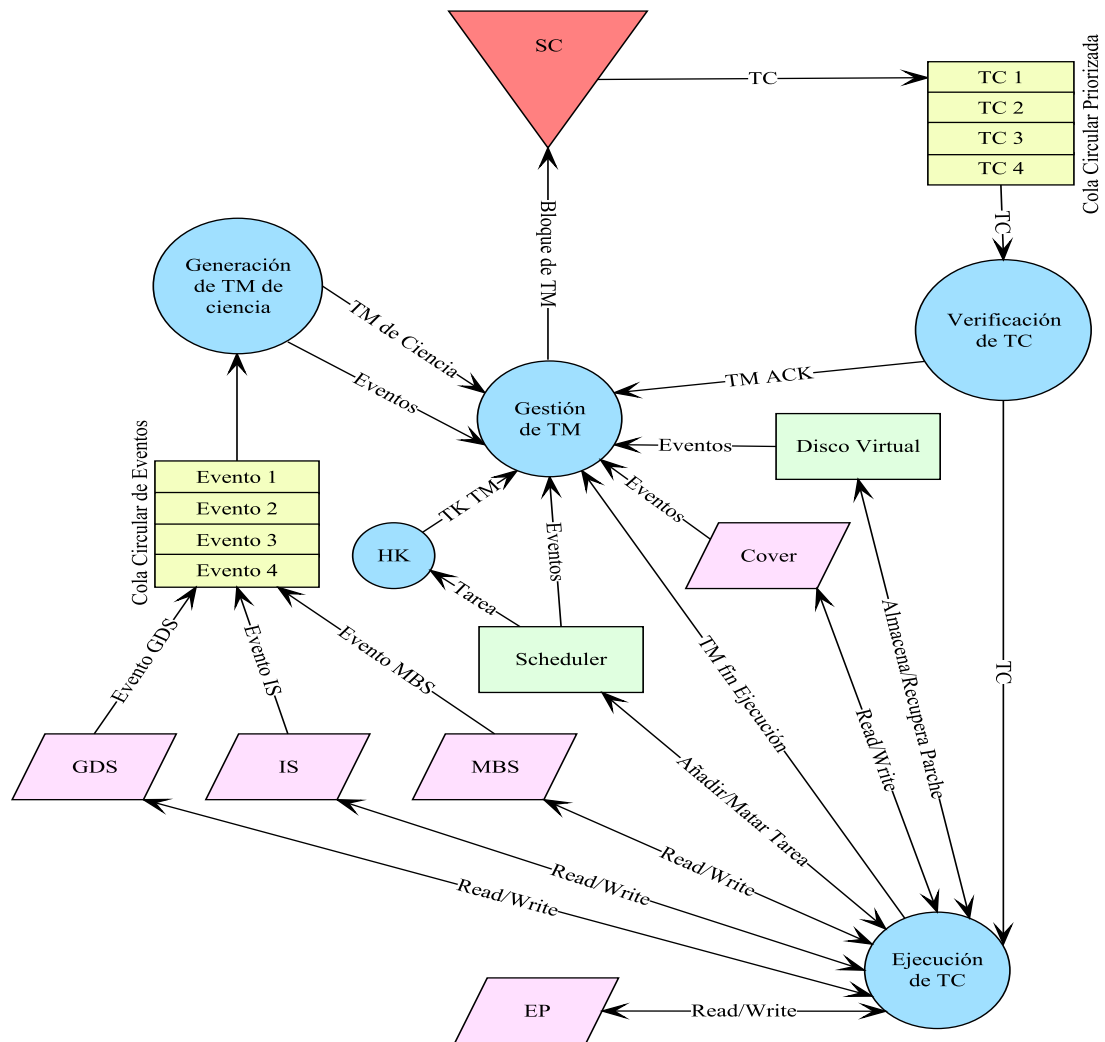 SC
TC
TC 1
TC 2
TC 3
TC 4
Cola Circular Priorizada
TC
Bloque de TM
Generación
de TM de
ciencia
TM de Ciencia
Eventos
Verificación
de TC
TM ACK
Gestión
de TM
Eventos
Disco Virtual
Cola Circular de Eventos
Evento 1
Evento 2
Evento 3
Evento 4
TK TM
HK
Tarea
Eventos
Eventos
Cover
Scheduler
Evento GDS
Evento IS
Evento MBS
TM fin Ejecución
Almacena/Recupera Parche
Read/Write
TC
GDS
IS
MBS
Añadir/Matar Tarea
Read/Write
Read/Write
Read/Write
Ejecución
de TC
EP
Read/Write